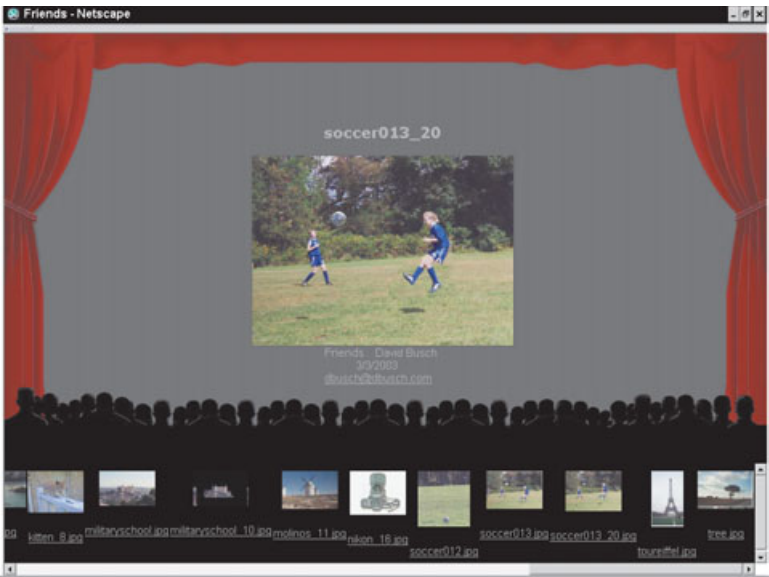 Friends - Netscape
soccer013_20
Friends David Busch
3/3/2003
dbusch@dbusch.com
pg
kitten_8.jpg
militaryschool.jpg
militaryschool_10.jpg
molinos_11.jpg
nikon_16.jpg
soccer012.jpg
soccer013.jpg
soccer013_20.jpg
toureiffel.jpg
tree.jpg